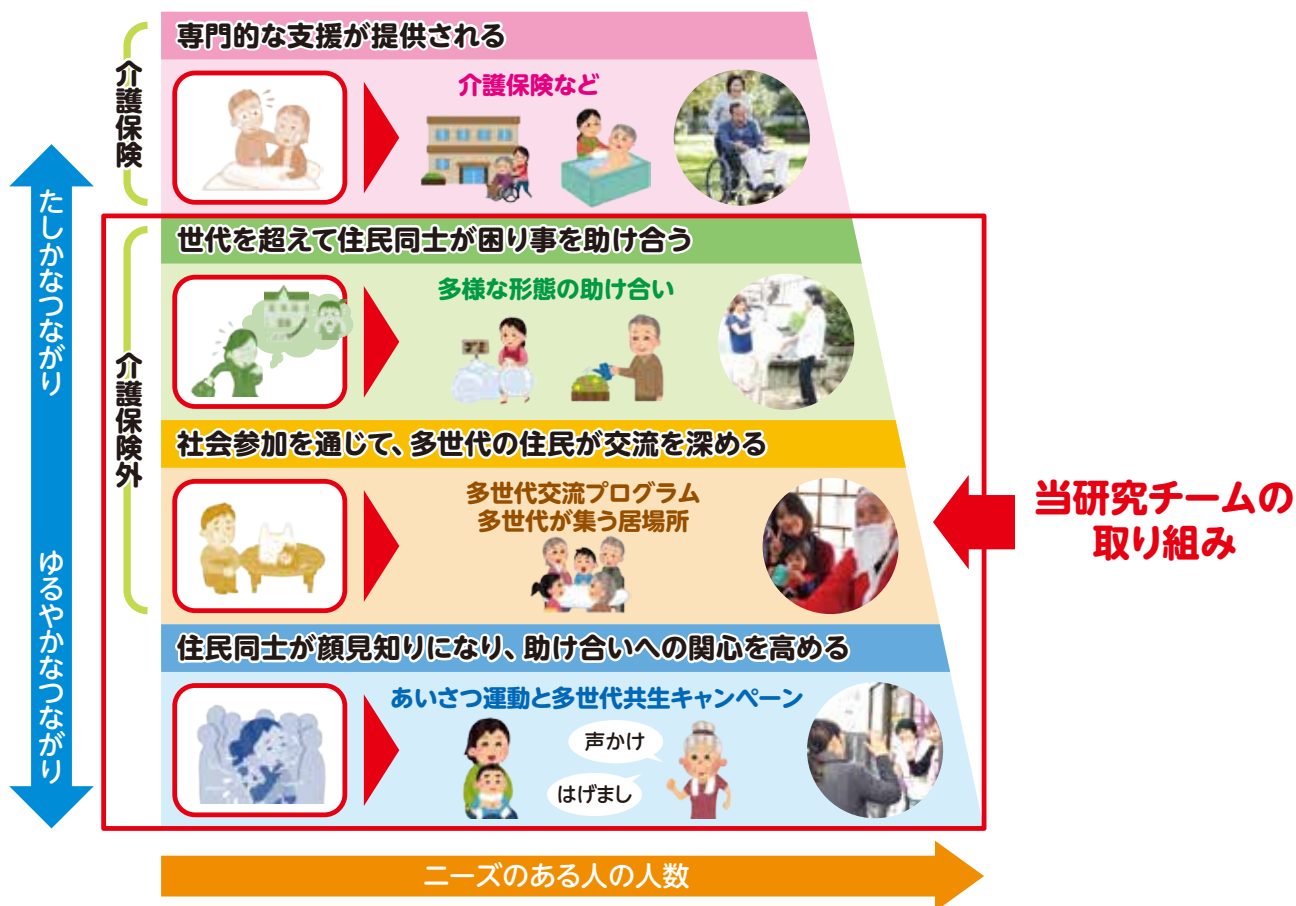 専門的な支援が提供される
介護保険
介護保険など
たしかなつながり
世代を超えて住民同士が困り事を助け合う
多様な形態の助け合い
介護保険外
社会参加を通じて、多世代の住民が交流を深める
多世代交流プログラム
多世代が集う居場所
当研究チームの
取り組み
ゆるやかなつながり
住民同士が顔見知りになり、助け合いへの関心を高める
あいさつ運動と多世代共生キャンペーン
声かけ
はげまし
ニーズのある人の人数